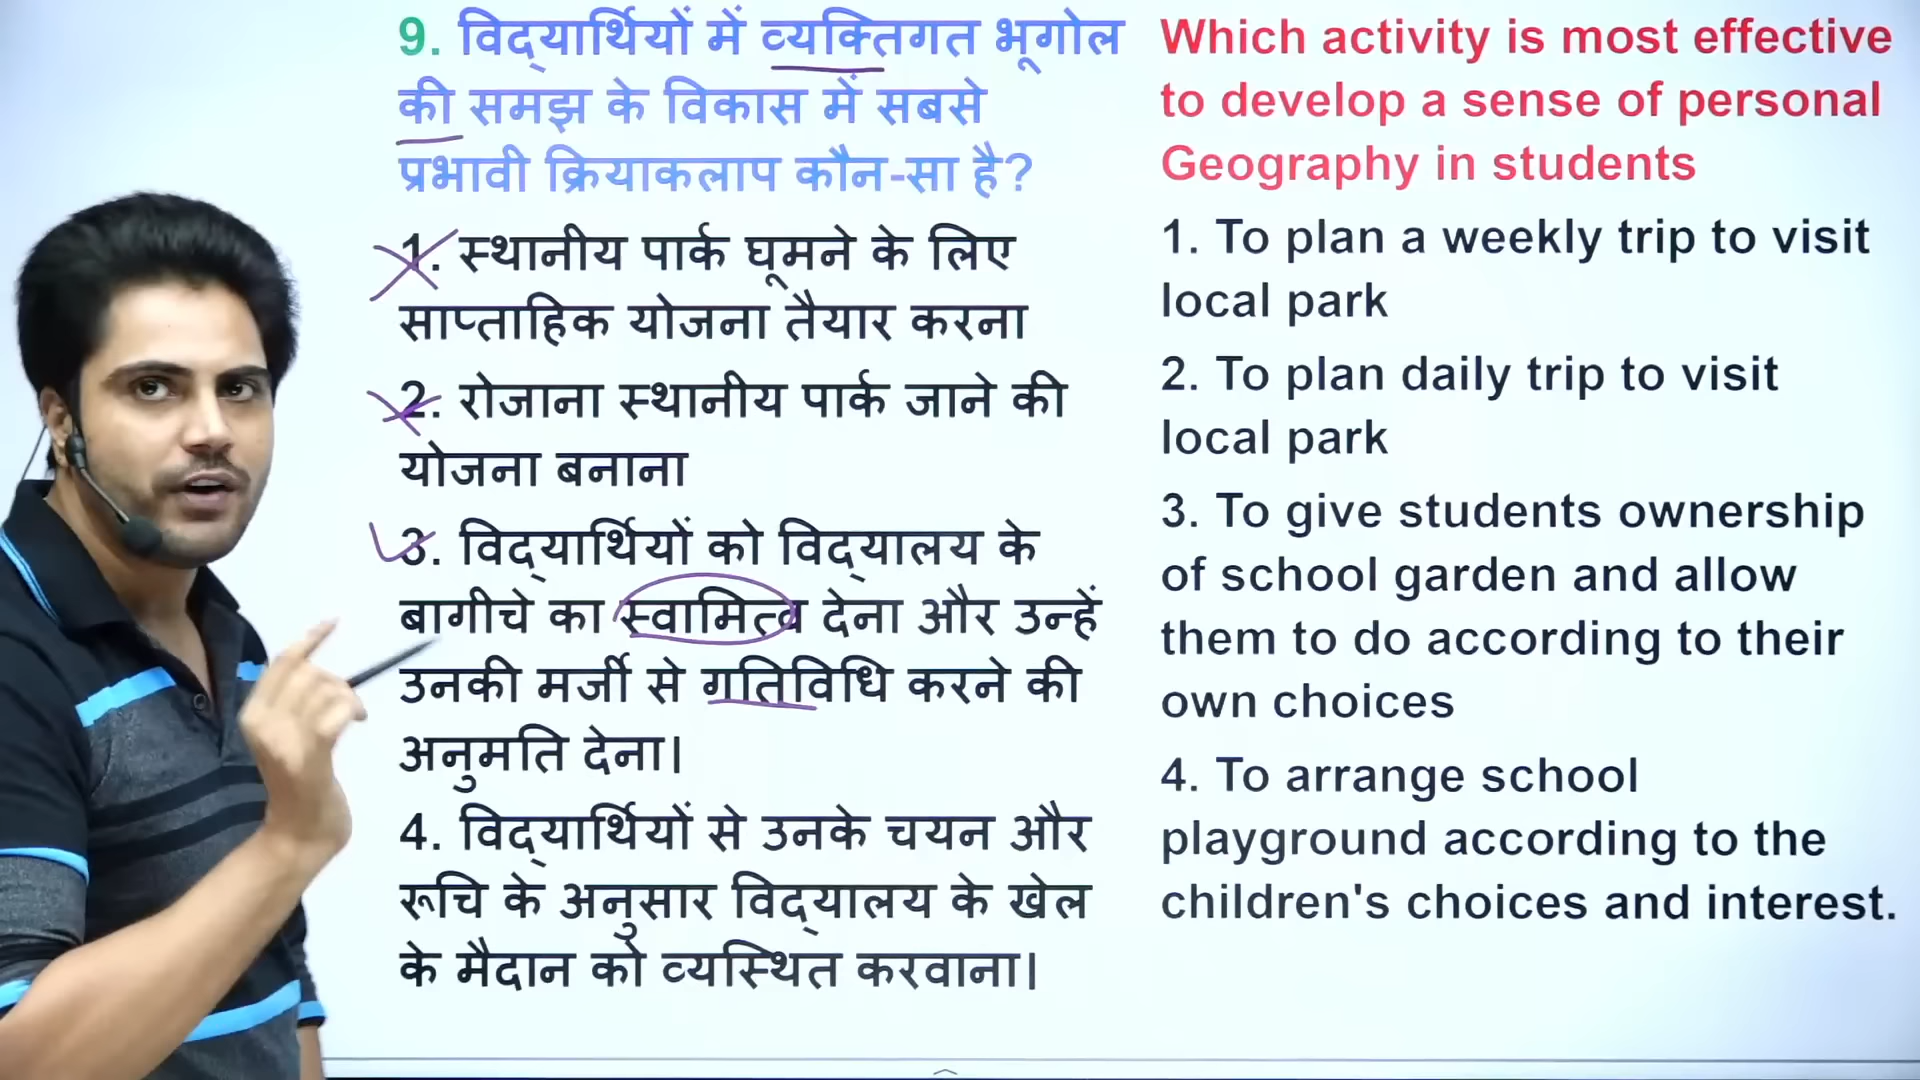 9. विद्यार्थियों में व्यक्तिगत भूगोल
की समझ के विकास में सबसे
प्रभावी क्रियाकलाप कौन-सा है?
1. स्थानीय पार्क घूमने के लिए
साप्ताहिक योजना तैयार करना
2. रोजाना स्थानीय पार्क जाने की
योजना बनाना
3. विद्यार्थियों को विद्यालय के
बागीचे का स्वामित्व देना और उन्हें
उनकी मर्जी से गतिविधि करने की
अनुमति देना।
4. विद्यार्थियों से उनके चयन और
रूचि के अनुसार विद्यालय के खेल
के मैदान को व्यस्थित करवाना।
Which activity is most effective
to develop a sense of personal
Geography in students
1. To plan a weekly trip to visit
local park
2. To plan daily trip to visit
local park
3. To give students ownership
of school garden and allow
them to do according to their
own choices
4. To arrange school
playground according to the
children's choices and interest.